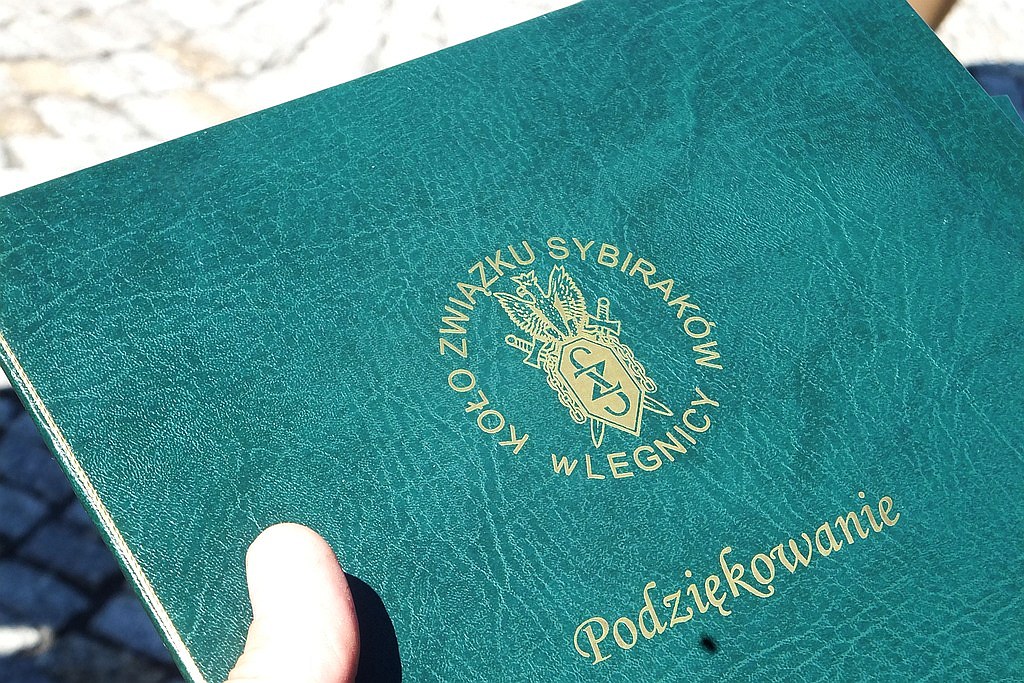 KOŁO ZWIĄZKU SYBIRAKÓW
w LEGNICY
Podziękowanie